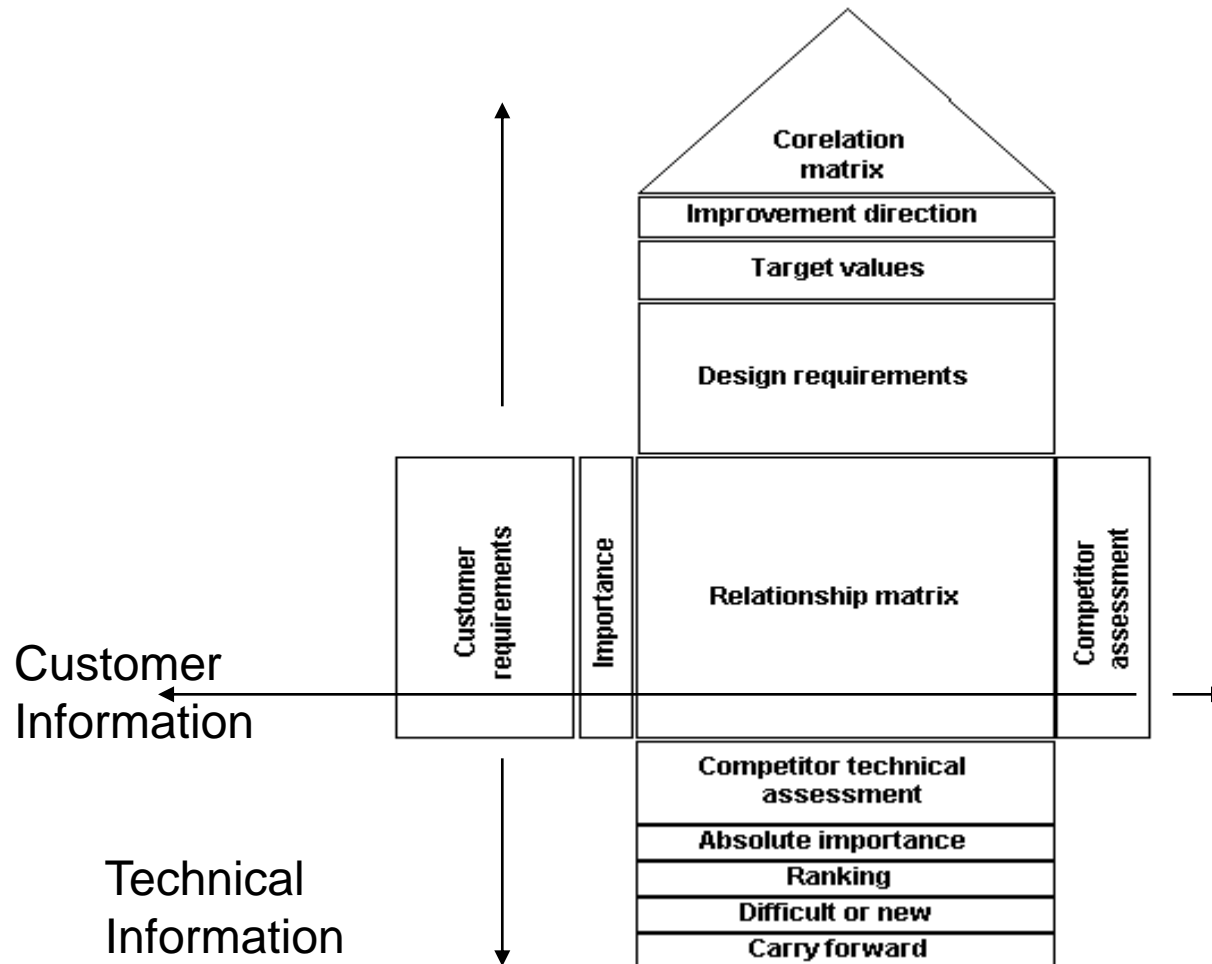 Corelation
matrix
Improvement direction
Target values
Design requirements
Customer
requirements
Importance
Relationship matrix
Competitor
assessment
Customer
Information
Competitor technical
assessment
Absolute importance
Ranking
Difficult or new
Carry forward
Technical
Information